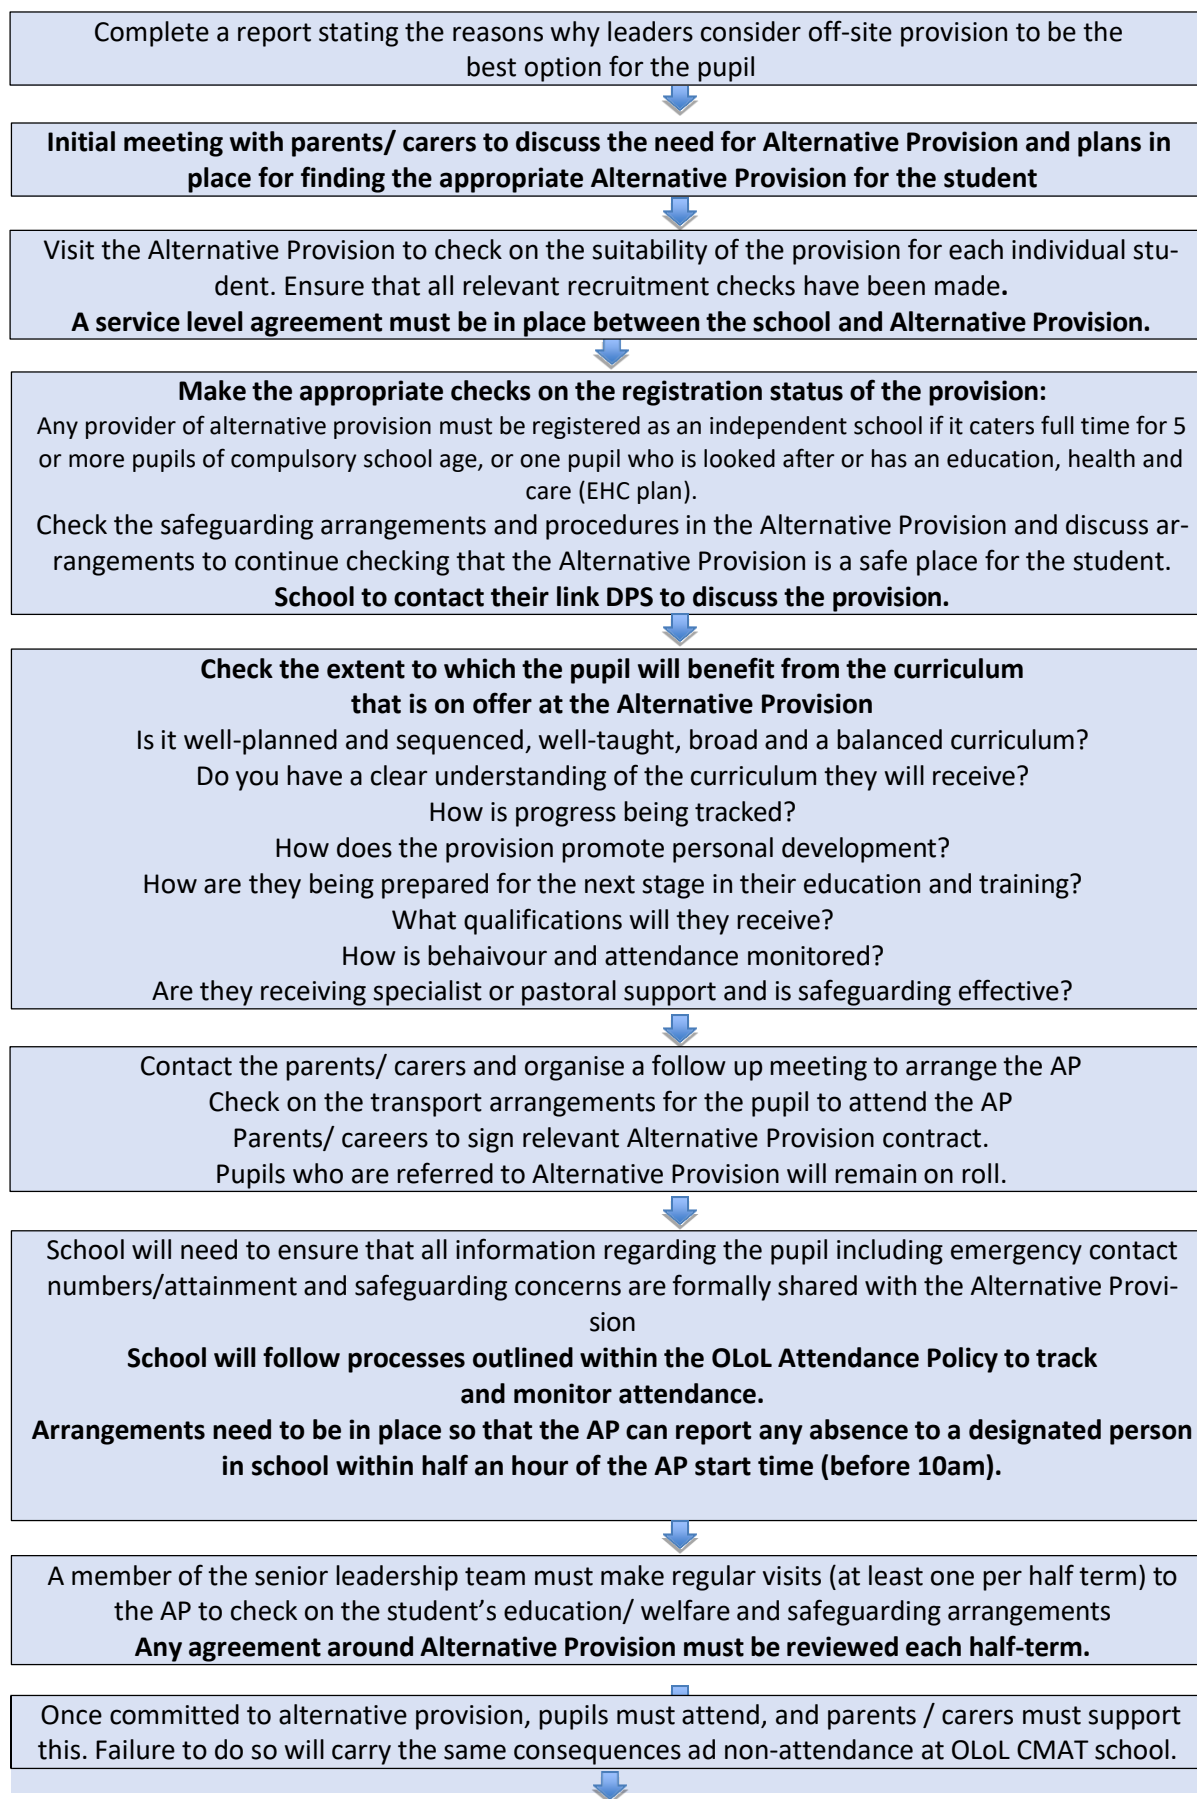 Complete a report stating the reasons why leaders consider off-site provision to be the
best option for the pupil
Initial meeting with parents/ carers to discuss the need for Alternative Provision and plans in
place for finding the appropriate Alternative Provision for the student
Visit the Alternative Provision to check on the suitability of the provision for each individual stu-
dent. Ensure that all relevant recruitment checks have been made.
A service level agreement must be in place between the school and Alternative Provision.
Make the appropriate checks on the registration status of the provision:
Any provider of alternative provision must be registered as an independent school if it caters full time for 5
or more pupils of compulsory school age, or one pupil who is looked after or has an education, health and
care (EHC plan).
Check the safeguarding arrangements and procedures in the Alternative Provision and discuss ar-
rangements to continue checking that the Alternative Provision is a safe place for the student.
School to contact their link DPS to discuss the provision.
Check the extent to which the pupil will benefit from the curriculum
that is on offer at the Alternative Provision
Is it well-planned and sequenced, well-taught, broad and a balanced curriculum?
Do you have a clear understanding of the curriculum they will receive?
How is progress being tracked?
How does the provision promote personal development?
How are they being prepared for the next stage in their education and training?
What qualifications will they receive?
How is behaivour and attendance monitored?
Are they receiving specialist or pastoral support and is safeguarding effective?
Contact the parents/ carers and organise a follow up meeting to arrange the AP
Check on the transport arrangements for the pupil to attend the AP
Parents/ careers to sign relevant Alternative Provision contract.
Pupils who are referred to Alternative Provision will remain on roll.
School will need to ensure that all information regarding the pupil including emergency contact
numbers/attainment and safeguarding concerns are formally shared with the Alternative Provi-
sion
School will follow processes outlined within the OLoL Attendance Policy to track
and monitor attendance.
Arrangements need to be in place so that the AP can report any absence to a designated person
in school within half an hour of the AP start time (before 10am).
A member of the senior leadership team must make regular visits (at least one per half term) to
the AP to check on the student’s education/ welfare and safeguarding arrangements
Any agreement around Alternative Provision must be reviewed each half-term.
Once committed to alternative provision, pupils must attend, and parents / carers must support
this. Failure to do so will carry the same consequences ad non-attendance at OLoL CMAT school.